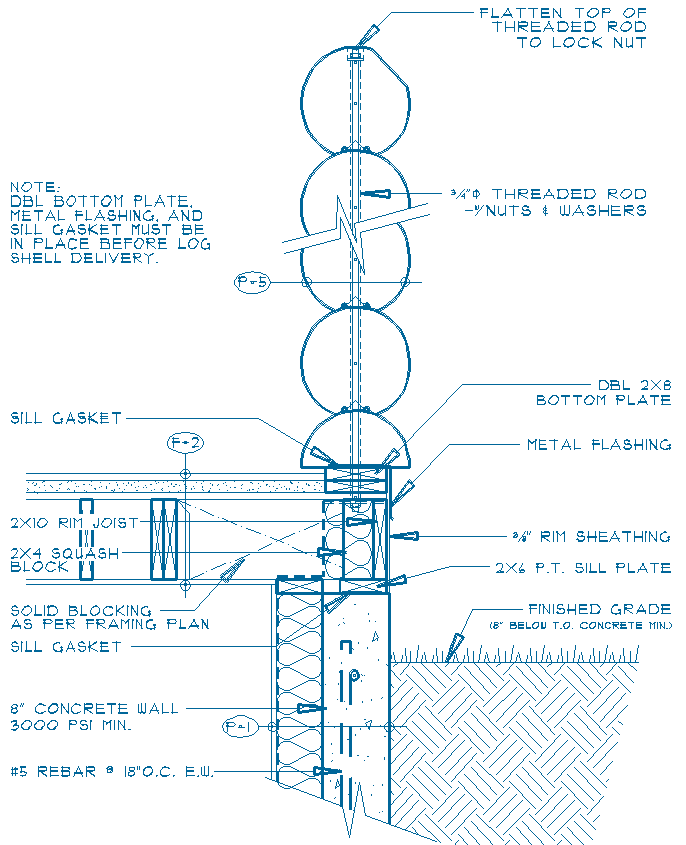 FLATTEN TOP OF
THREADED ROD
TO LOCK NUT
3/4"Φ THREADED ROD
-W/NUTS & WASHERS
NOTE:
DBL BOTTOM PLATE,
METAL FLASHING, AND
SILL GASKET MUST BE
IN PLACE BEFORE LOG
SHELL DELIVERY.
P-5
DBL 2X8
BOTTOM PLATE
SILL GASKET
F-2
METAL FLASHING
2X10 RIM JOIST
RIM SHEATHING
2X4 SQUASH
BLOCK
2X6 P.T. SILL PLATE
SOLID BLOCKING
AS PER FRAMING PLAN
FINISHED GRADE
(8" BELOW T.O. CONCRETE MIN.)
SILL GASKET
8" CONCRETE WALL
3000 PSI MIN.
P-1
#5 REBAR @ 18"O.C. E.W.